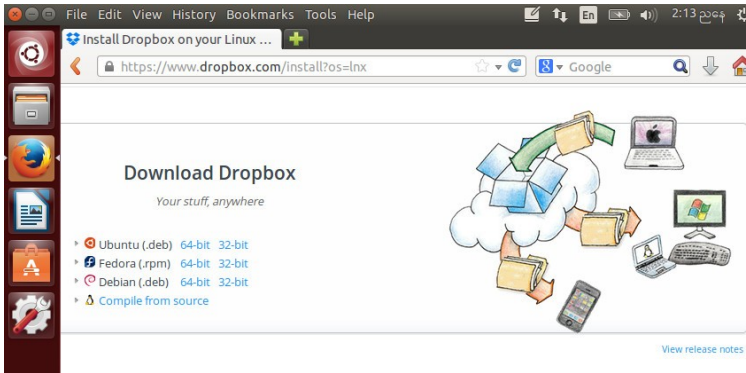 File Edit View History Bookmarks Tools Help En 2:13 ညနေ
Install Dropbox on your Linux ...
https://www.dropbox.com/install?os=lnx Google
Download Dropbox
Your stuff, anywhere
Ubuntu (.deb) 64-bit 32-bit
Fedora (.rpm) 64-bit 32-bit
Debian (.deb) 64-bit 32-bit
Compile from source
View release notes